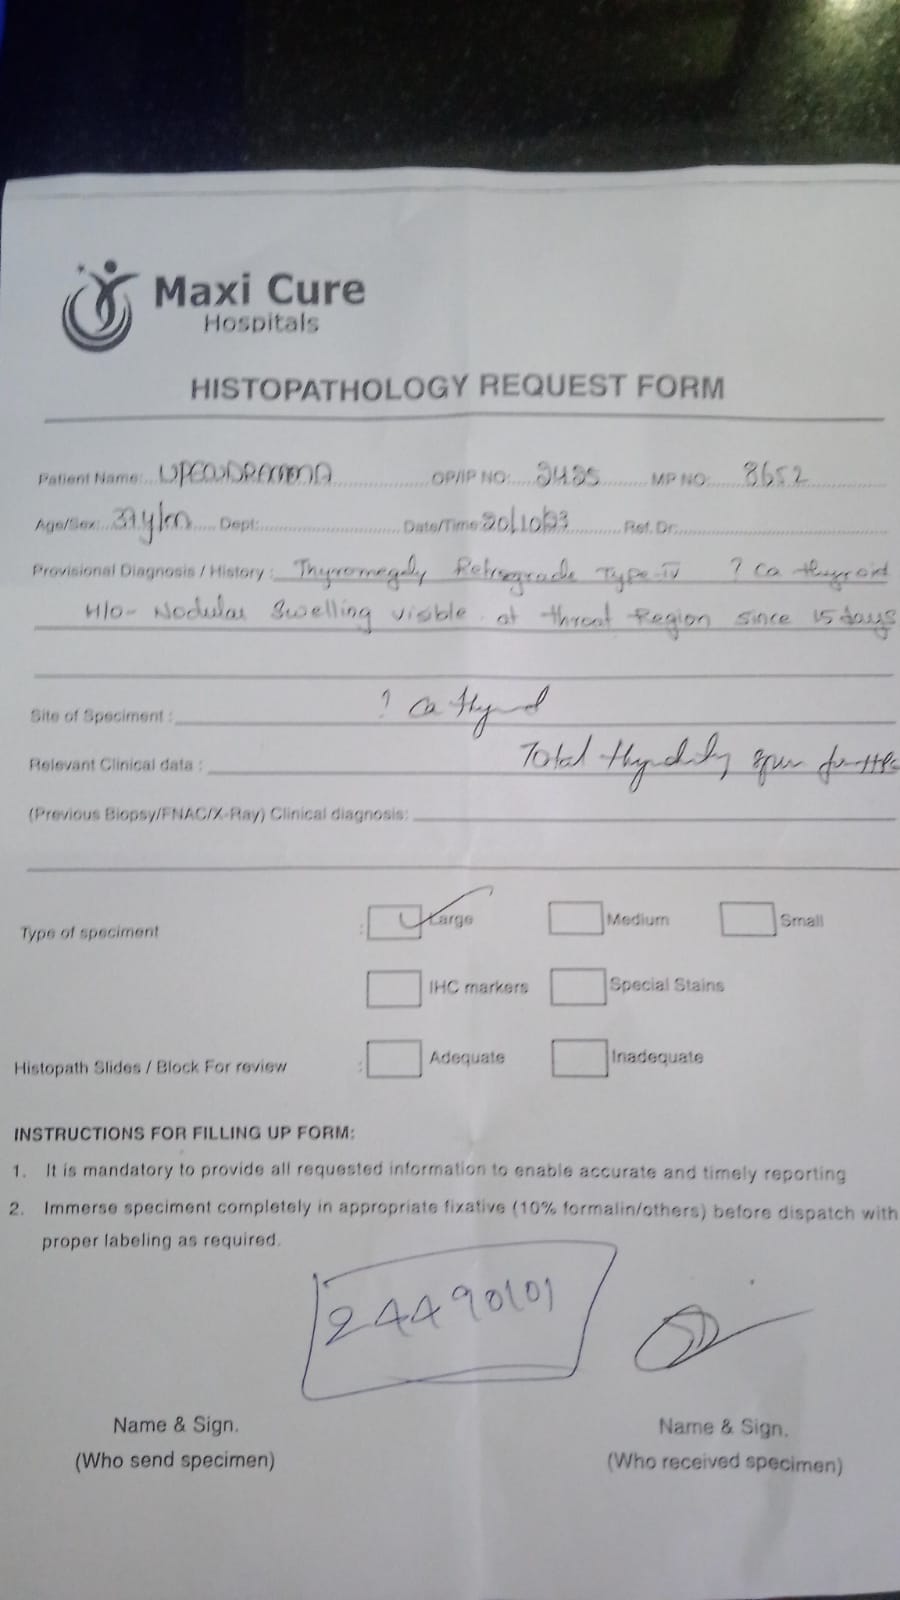 Maxi Cure
Hospitals
HISTOPATHOLOGY REQUEST FORM
Patient Name: OP/IP NO: 2425 MP NO: 8652
Age/Sex: Dept: Date/Time 20/10/23 Ref. Dr.
Provisional Diagnosis / History : Thyromegaly Retrograde Type-IV ? Ca thyroid
H/o - Nodular Swelling visible at throat Region since 15 days
Site of Speciment : ? Ca thyroid
Relevant Clinical data : Total
(Previous Biopsy/FNAC/X-Ray) Clinical diagnosis:
Type of speciment : Large Medium Small
IHC markers Special Stains
Histopath Slides / Block For review : Adequate Inadequate
INSTRUCTIONS FOR FILLING UP FORM:
1. It is mandatory to provide all requested information to enable accurate and timely reporting
2. Immerse speciment completely in appropriate fixative (10% formalin/others) before dispatch with
proper labeling as required.
24490101
Name & Sign. Name & Sign.
(Who send specimen) (Who received specimen)